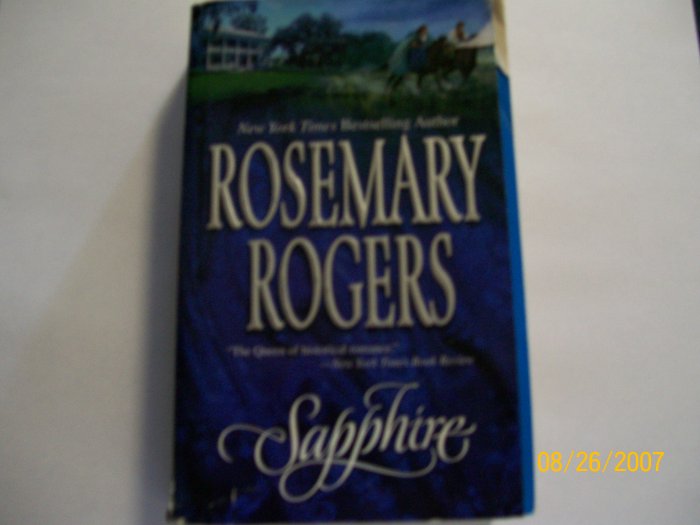 New York Times Bestselling Author
ROSEMARY
ROGERS
"The Queen of historical romance."
—New York Times Book Review
Sapphire
08/26/2007